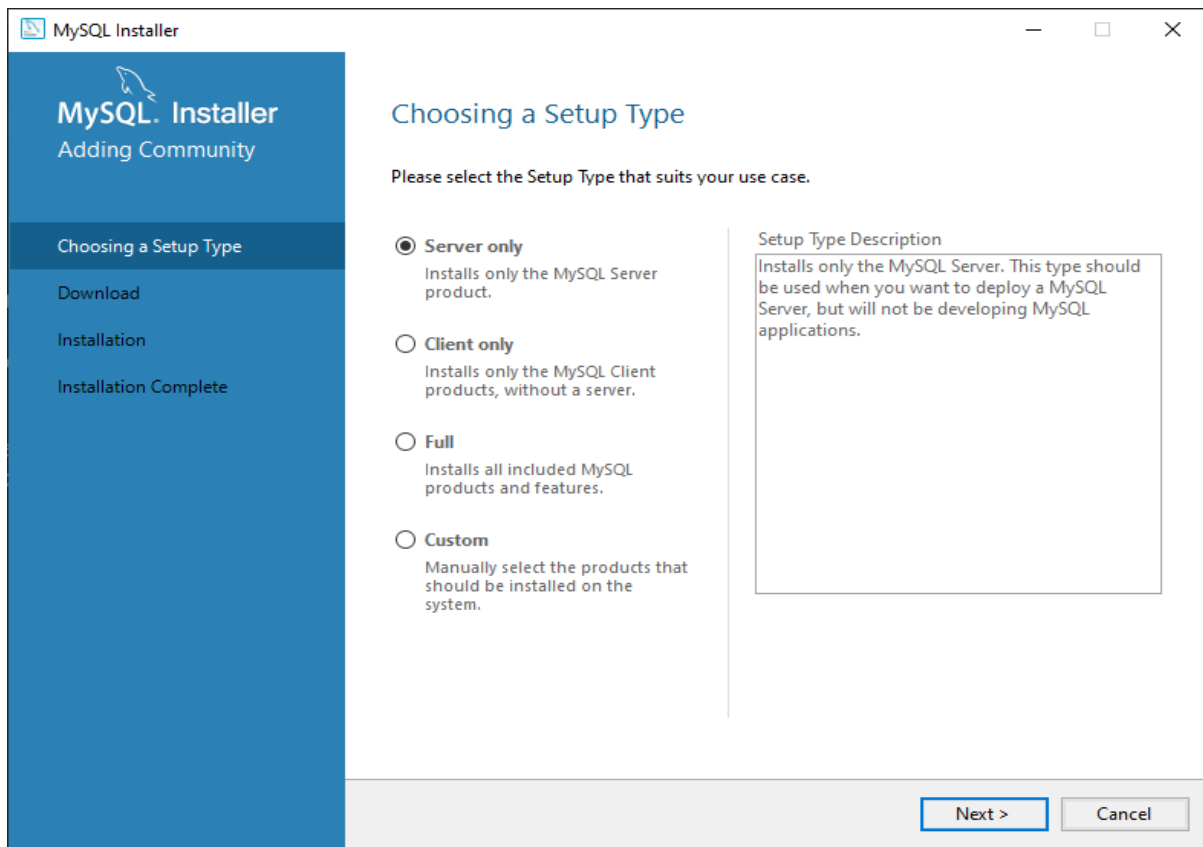 MySQL Installer
MySQL. Installer
Adding Community
Choosing a Setup Type
Download
Installation
Installation Complete
Choosing a Setup Type
Please select the Setup Type that suits your use case.
Server only
Installs only the MySQL Server
product.
Client only
Installs only the MySQL Client
products, without a server.
Full
Installs all included MySQL
products and features.
Custom
Manually select the products that
should be installed on the
system.
Setup Type Description
Installs only the MySQL Server. This type should
be used when you want to deploy a MySQL
Server, but will not be developing MySQL
applications.
Next >
Cancel